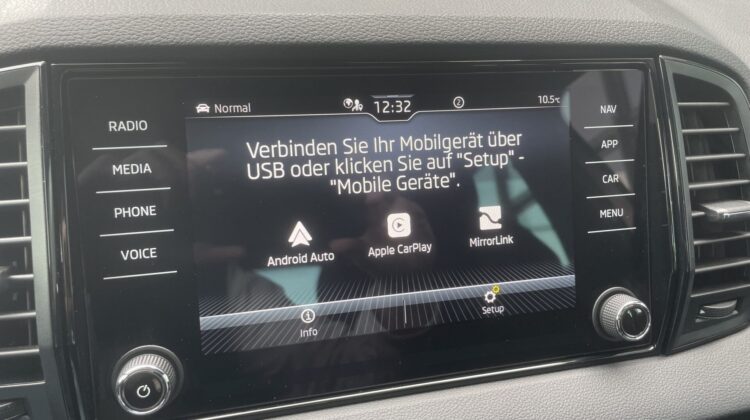 RADIO
MEDIA
PHONE
VOICE
Normal
12:32
2
10.5°C
Verbinden Sie Ihr Mobilgerät über
USB oder klicken Sie auf "Setup" -
"Mobile Geräte".
Android Auto
Apple CarPlay
MirrorLink
Info
Setup
NAV
APP
CAR
MENU